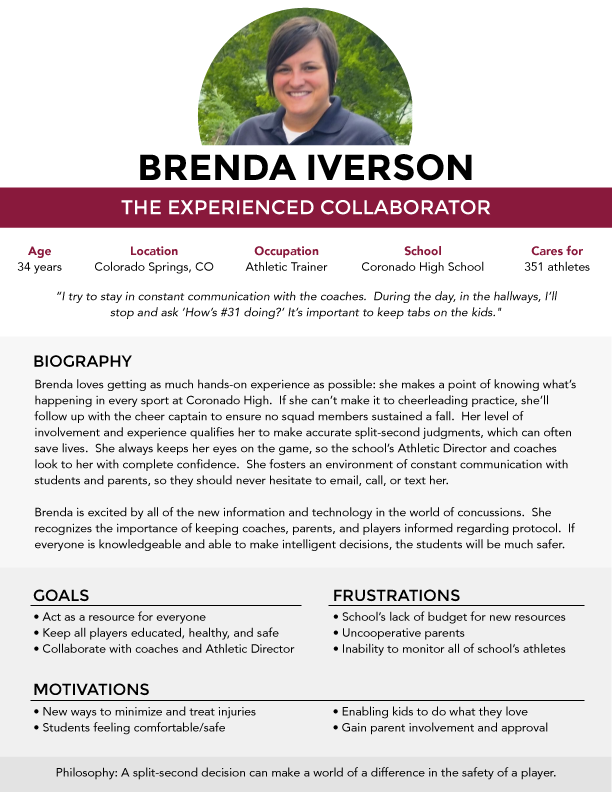 BRENDA IVERSON
THE EXPERIENCED COLLABORATOR
Age Location Occupation School Cares for
34 years Colorado Springs, CO Athletic Trainer Coronado High School 351 athletes
"I try to stay in constant communication with the coaches.  During the day, in the hallways, I'll
stop and ask 'How's #31 doing?' It's important to keep tabs on the kids."
BIOGRAPHY
Brenda loves getting as much hands-on experience as possible: she makes a point of knowing what's
happening in every sport at Coronado High.  If she can't make it to cheerleading practice, she'll
follow up with the cheer captain to ensure no squad members sustained a fall.  Her level of
involvement and experience qualifies her to make accurate split-second judgments, which can often
save lives.  She always keeps her eyes on the game, so the school's Athletic Director and coaches
look to her with complete confidence.  She fosters an environment of constant communication with
students and parents, so they should never hesitate to email, call, or text her.
Brenda is excited by all of the new information and technology in the world of concussions.  She
recognizes the importance of keeping coaches, parents, and players informed regarding protocol.  If
everyone is knowledgeable and able to make intelligent decisions, the students will be much safer.
GOALS
• Act as a resource for everyone
• Keep all players educated, healthy, and safe
• Collaborate with coaches and Athletic Director
FRUSTRATIONS
• School's lack of budget for new resources
• Uncooperative parents
• Inability to monitor all of school's athletes
MOTIVATIONS
• New ways to minimize and treat injuries
• Students feeling comfortable/safe
• Enabling kids to do what they love
• Gain parent involvement and approval
Philosophy: A split-second decision can make a world of a difference in the safety of a player.